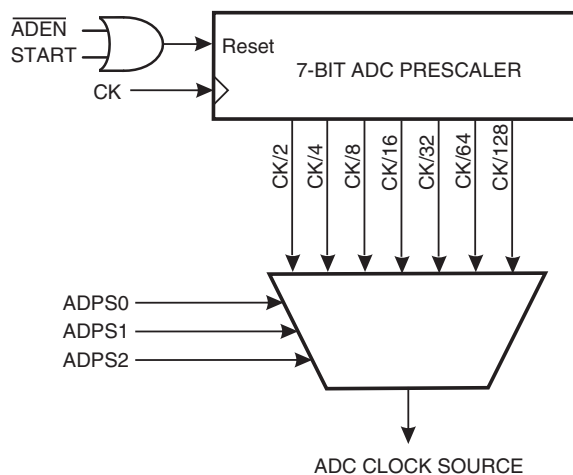 ADEN
START
Reset
7-BIT ADC PRESCALER
CK
CK/2
CK/4
CK/8
CK/16
CK/32
CK/64
CK/128
ADPS0
ADPS1
ADPS2
ADC CLOCK SOURCE